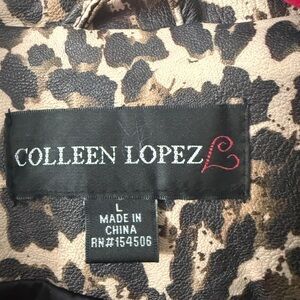 COLLEEN LOPEZ
L
MADE IN
CHINA
RN#154506